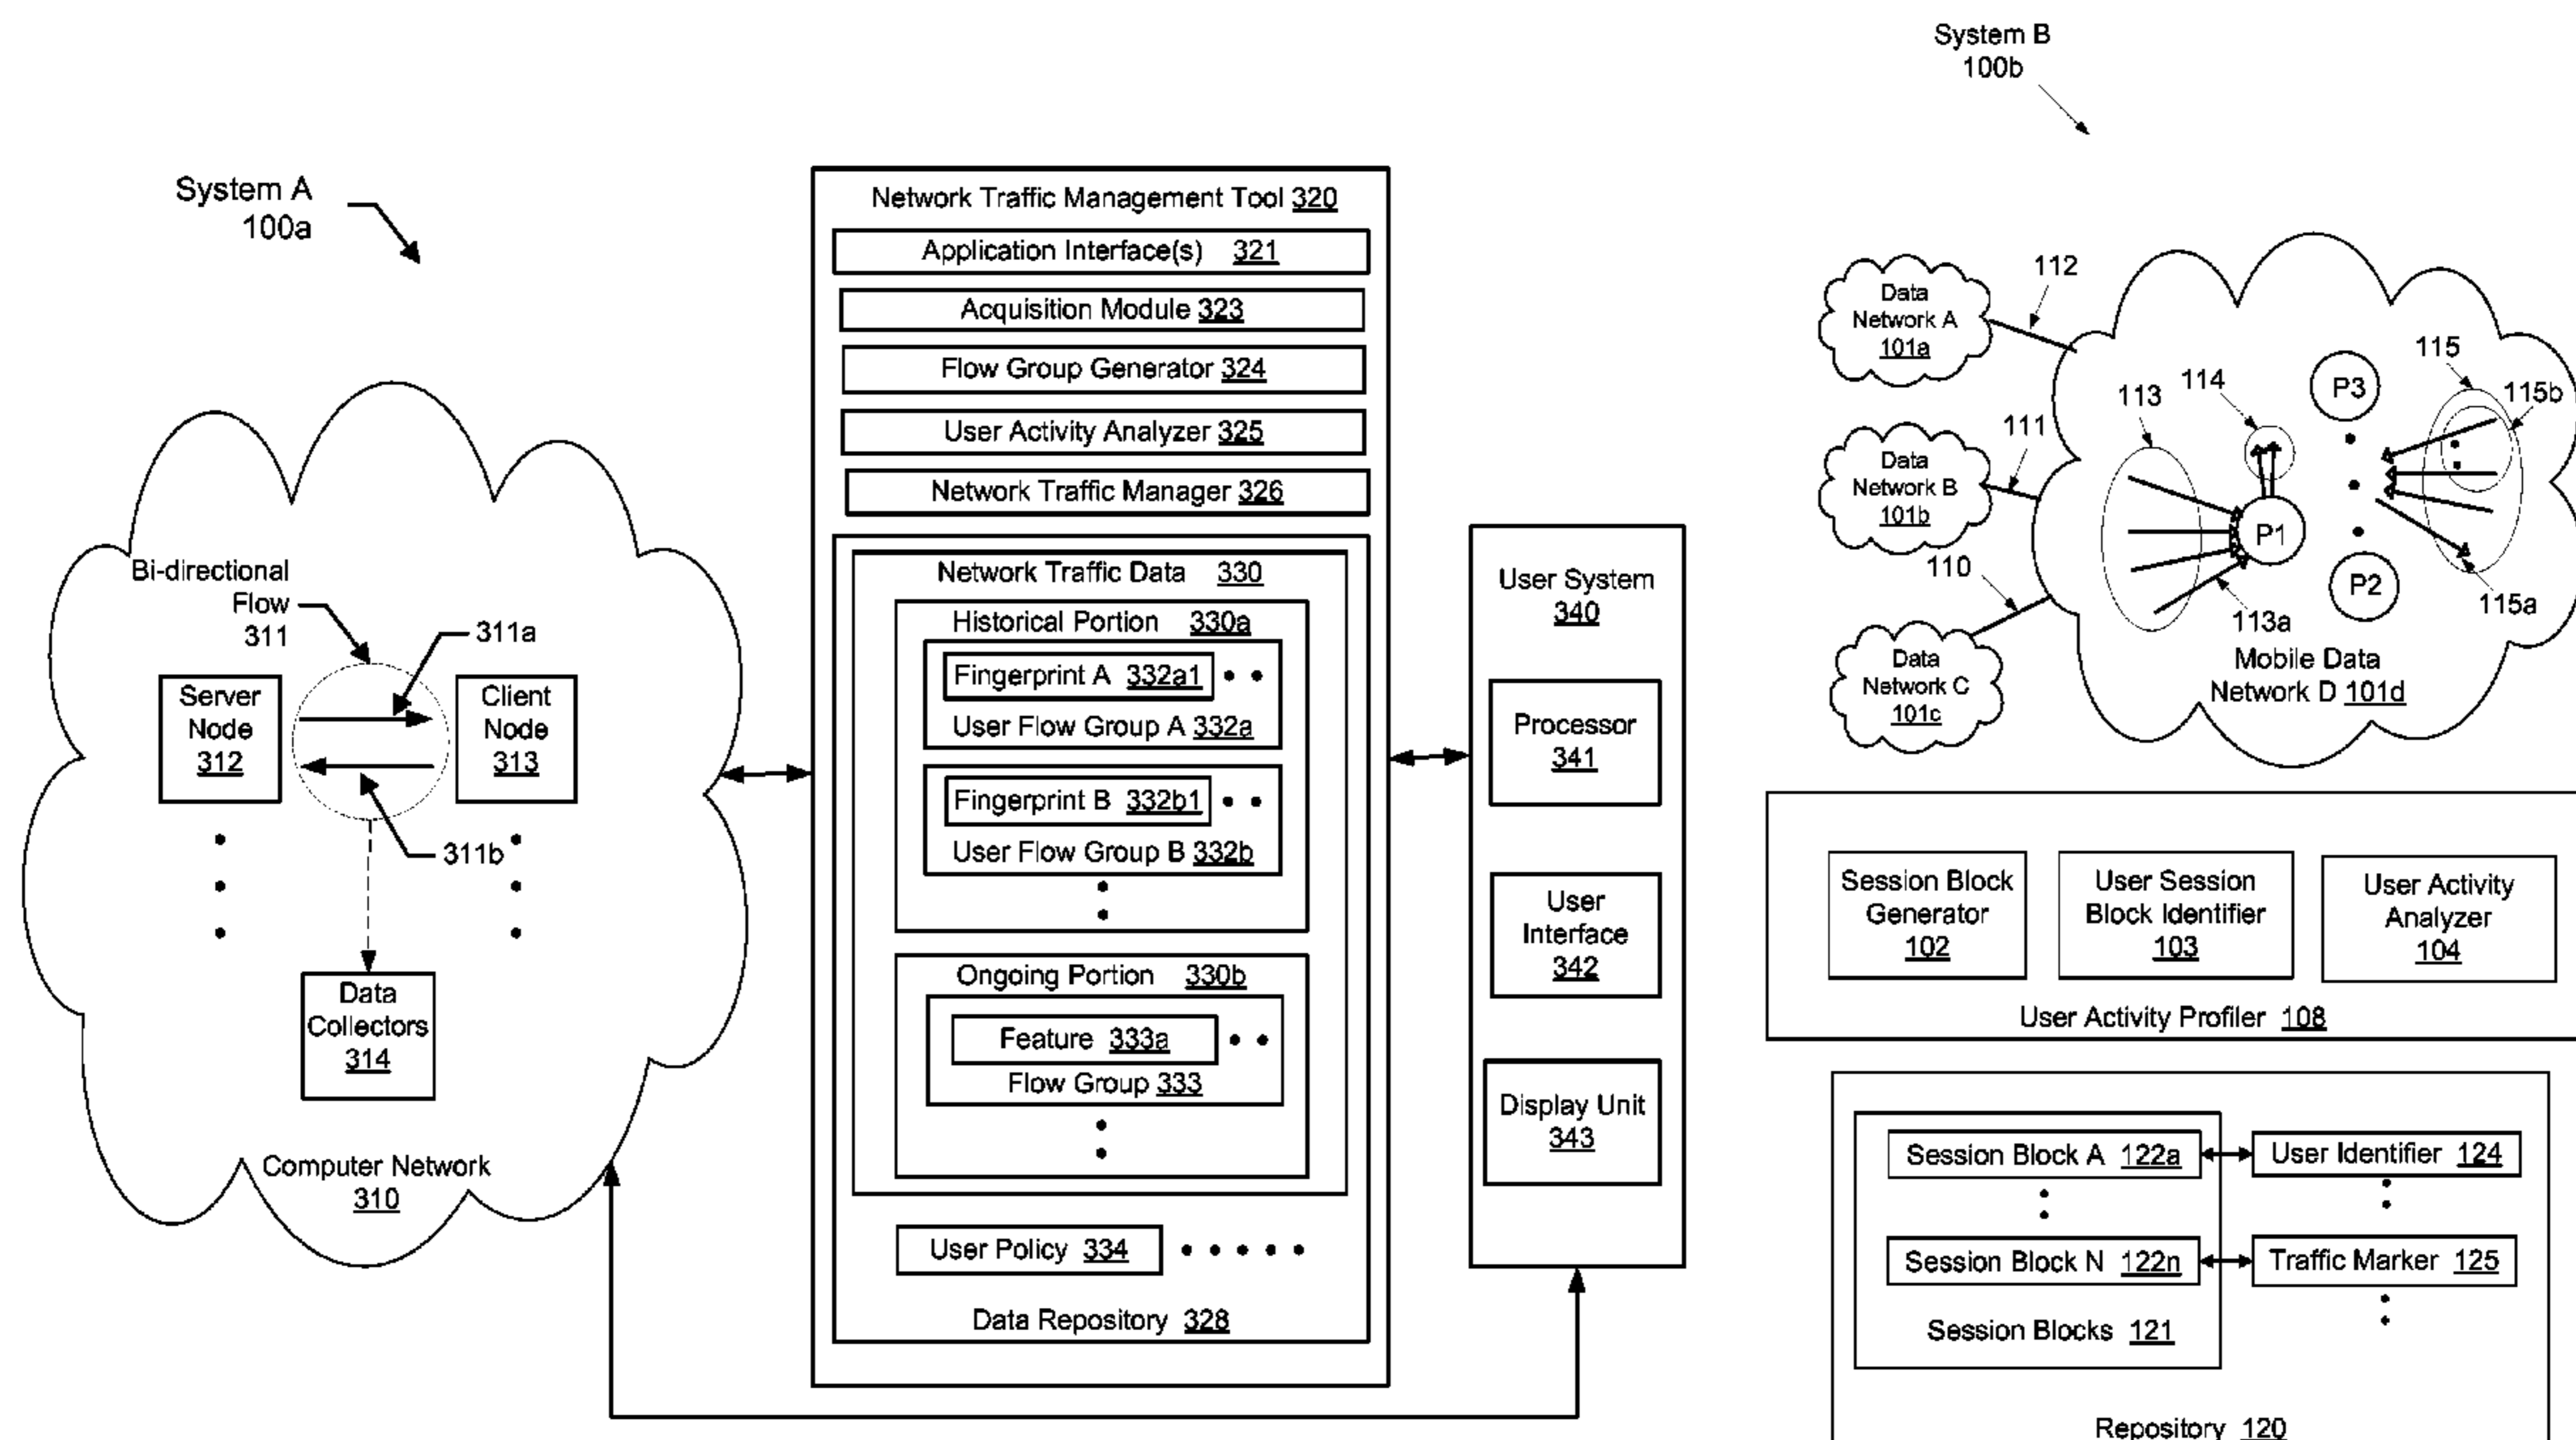 System A
100a
Bi-directional
Flow
311
311a
311b
Server
Node
312
Client
Node
313
Data
Collectors
314
Computer Network
310
Network Traffic Management Tool 320
Application Interface(s) 321
Acquisition Module 323
Flow Group Generator 324
User Activity Analyzer 325
Network Traffic Manager 326
Network Traffic Data 330
Historical Portion 330a
Fingerprint A 332a1
User Flow Group A 332a
Fingerprint B 332b1
User Flow Group B 332b
Ongoing Portion 330b
Feature 333a
Flow Group 333
User Policy 334
Data Repository 328
User System
340
Processor
341
User
Interface
342
Display Unit
343
System B
100b
Data
Network A
101a
112
Data
Network B
101b
111
110
Data
Network C
101c
113
114
P3
115
115b
P1
P2
113a
115a
Mobile Data
Network D 101d
Session Block
Generator
102
User Session
Block Identifier
103
User Activity
Analyzer
104
User Activity Profiler 108
Session Block A 122a
User Identifier 124
Session Block N 122n
Traffic Marker 125
Session Blocks 121
Repository 120